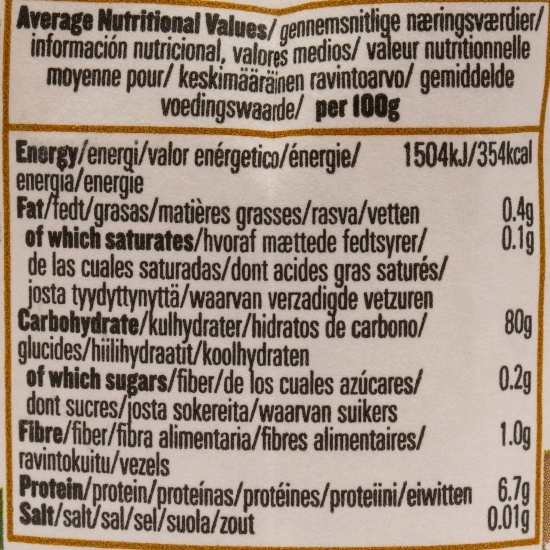 Average Nutritional Values/ gennemsnitlige næringsværdier/
información nutricional, valores medios/ valeur nutritionnelle
moyenne pour/ keskimääräinen ravintoarvo/ gemiddelde
voedingswaarde/ per 100g
Energy/energi/valor enérgetico/énergie/ 1504kJ/354kcal
energia/energie
Fat/fedt/grasas/matières grasses/rasva/vetten 0.4g
of which saturates/hvoraf mættede fedtsyrer/ 0.1g
de las cuales saturadas/dont acides gras saturés/
josta tyydyttynyttä/waarvan verzadigde vetzuren
Carbohydrate/kulhydrater/hidratos de carbono/ 80g
glucides/hiilihydraatit/koolhydraten
of which sugars/fiber/de los cuales azúcares/ 0.2g
dont sucres/josta sokereita/waarvan suikers
Fibre/fiber/fibra alimentaria/fibres alimentaires/ 1.0g
ravintokuitu/vezels
Protein/protein/proteínas/protéines/proteiini/eiwitten 6.7g
Salt/salt/sal/sel/suola/zout 0.01g